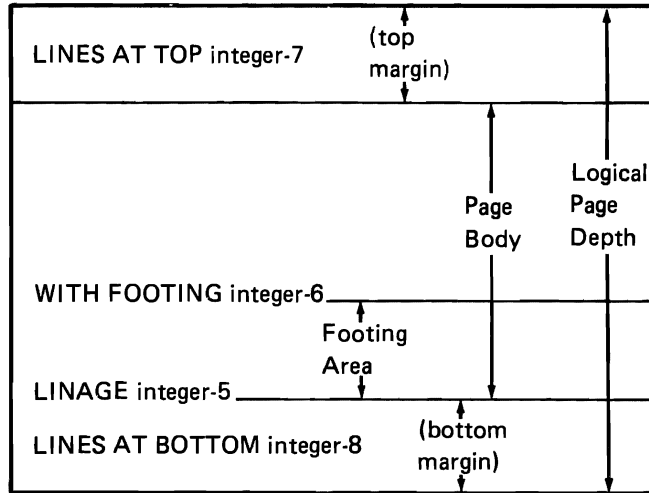 LINES AT TOP integer-7
(top
margin)
Logical
Page
Depth
Page
Body
WITH FOOTING integer-6
Footing
Area
LINAGE integer-5
LINES AT BOTTOM integer-8
(bottom
margin)